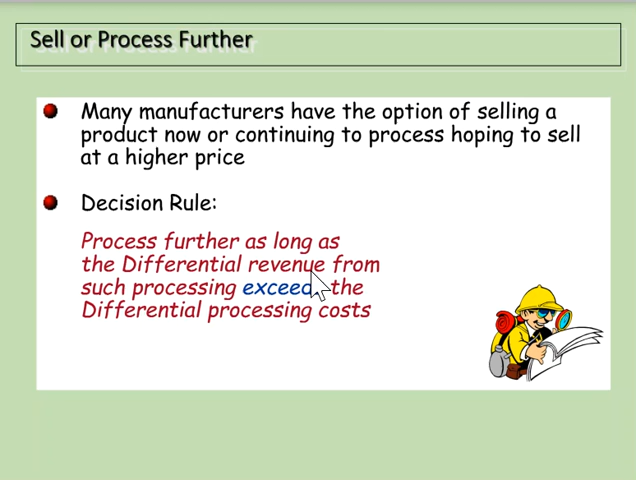 Sell or Process Further
Many manufacturers have the option of selling a
product now or continuing to process hoping to sell
at a higher price
Decision Rule:
Process further as long as
the Differential revenue from
such processing exceeds the
Differential processing costs